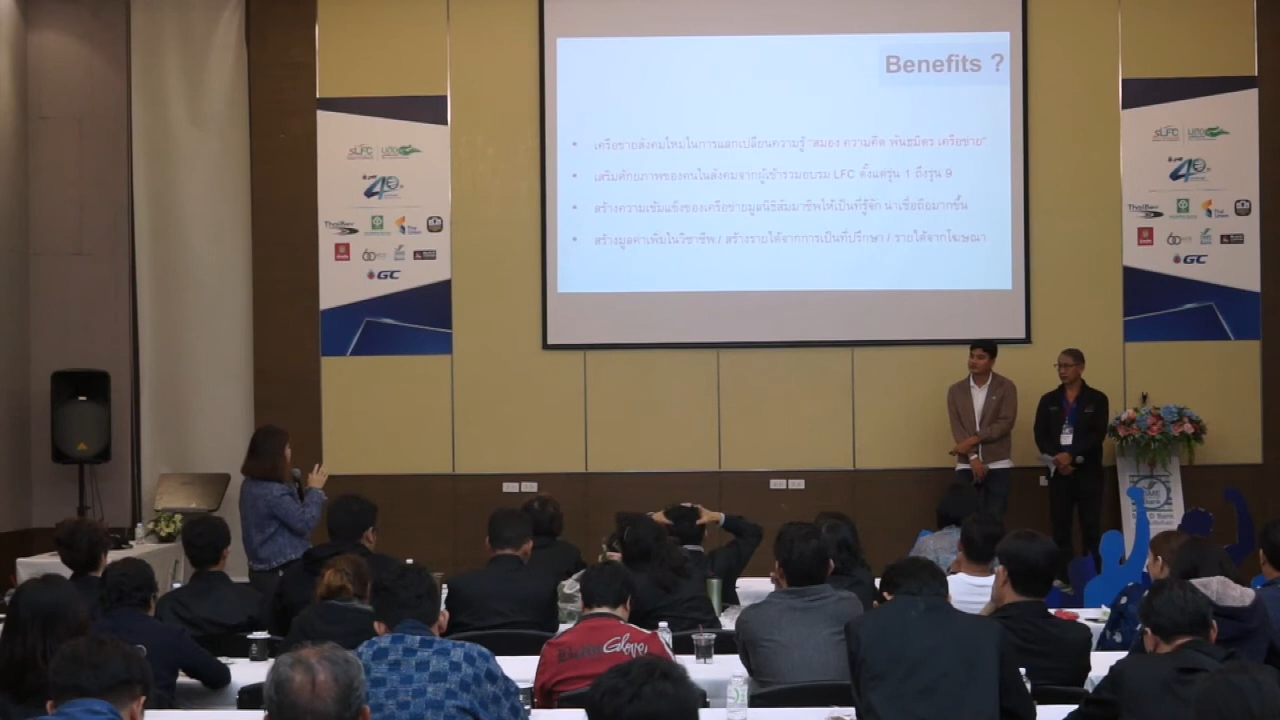 Benefits ?
เครือข่ายสังคมใหม่ในการแลกเปลี่ยนความรู้ "สมอง ความคิด พันธมิตร เครือข่าย"
เสริมศักยภาพของคนในสังคมจากผู้เข้าร่วมอบรม LFC ตั้งแต่รุ่น 1 ถึงรุ่น 9
สร้างความเข้มแข็งของเครือข่ายมูลนิธิสัมมาชีพให้เป็นที่รู้จัก น่าเชื่อถือมากขึ้น
สร้างมูลค่าเพิ่มในวิชาชีพ / สร้างรายได้จากการเป็นที่ปรึกษา / รายได้จากโฆษณา
LFC
40
ThaiBev
Thai Union
GC
LFC
40
ThaiBev
Thai Union
GC
Glove